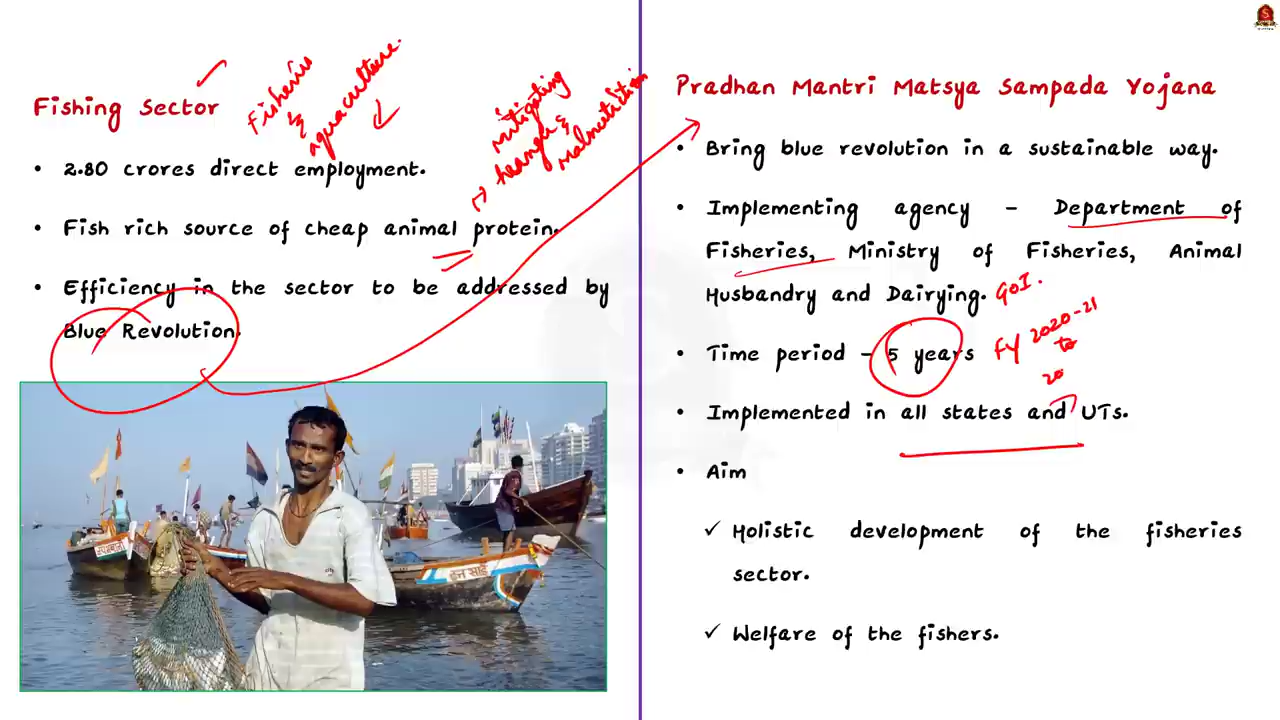 Fishing Sector
Fisheries
&
aquaculture.
• 2.80 crores direct employment.
mitigating
hunger &
Malnutrition
• Fish rich source of cheap animal protein.
• Efficiency in the sector to be addressed by
Blue Revolution.
Pradhan Mantri Matsya Sampada Yojana
• Bring blue revolution in a sustainable way.
• Implementing agency - Department of
Fisheries, Ministry of Fisheries, Animal
Husbandry and Dairying. GOI.
• Time period - 5 years FY 2020-21
to
20
• Implemented in all states and UTs.
• Aim
✓ Holistic development of the fisheries
sector.
✓ Welfare of the fishers.